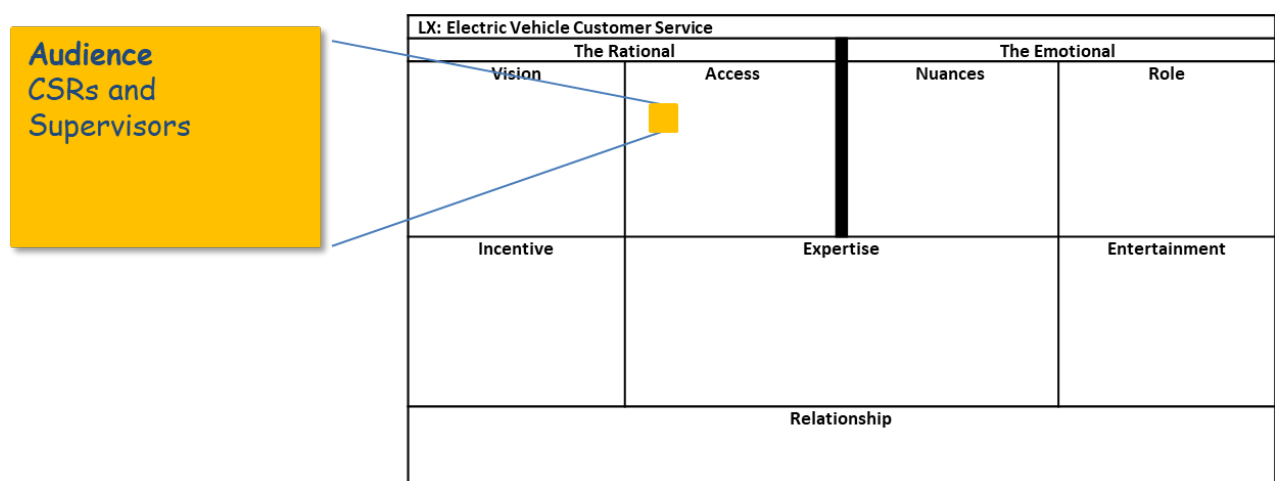 Audience
CSRs and
Supervisors
LX: Electric Vehicle Customer Service
The Rational
The Emotional
Vision
Access
Nuances
Role
Incentive
Expertise
Entertainment
Relationship